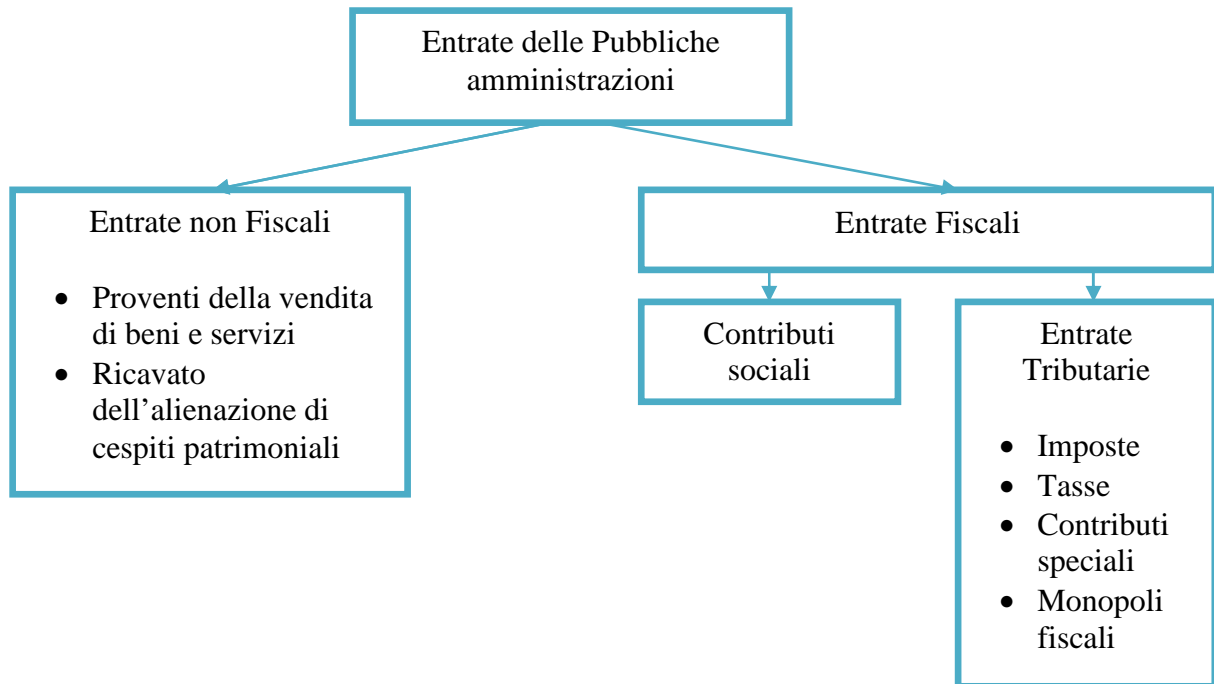 Entrate delle Pubbliche
amministrazioni
Entrate non Fiscali
• Proventi della vendita
di beni e servizi
• Ricavato
dell’alienazione di
cespiti patrimoniali
Entrate Fiscali
Contributi
sociali
Entrate
Tributarie
• Imposte
• Tasse
• Contributi
speciali
• Monopoli
fiscali